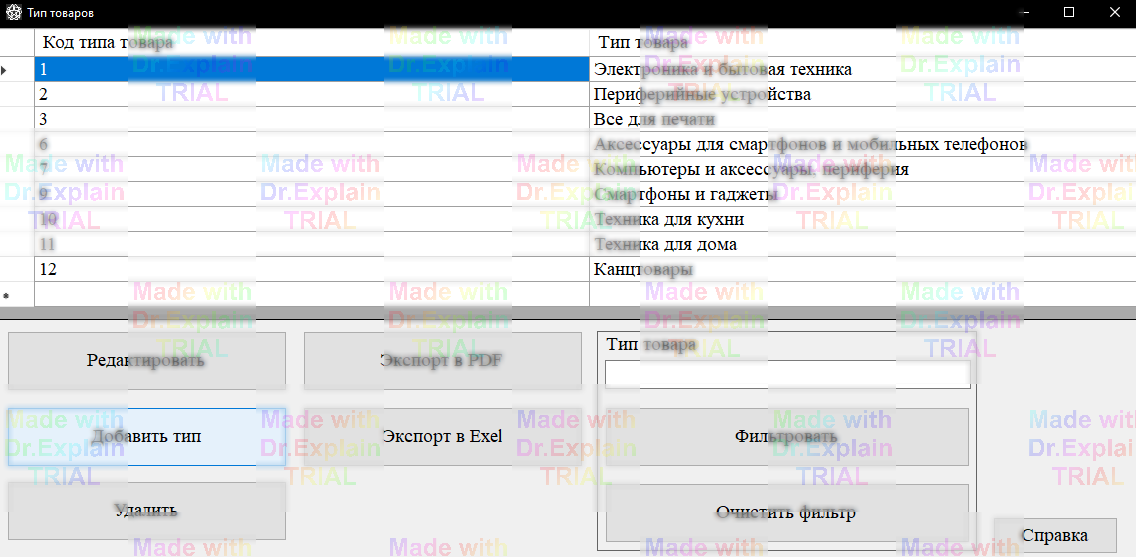 Тип товаров
Код типа товара Тип товара
1 Электроника и бытовая техника
2 Периферийные устройства
3 Все для печати
6 Аксессуары для смартфонов и мобильных телефонов
7 Компьютеры и аксессуары, периферия
9 Смартфоны и гаджеты
10 Техника для кухни
11 Техника для дома
12 Канцтовары
Тип товара
Редактировать Экспорт в PDF
Добавить тип Экспорт в Exel Фильтровать
Удалить Очистить фильтр
Справка
Made with
Dr.Explain
TRIAL